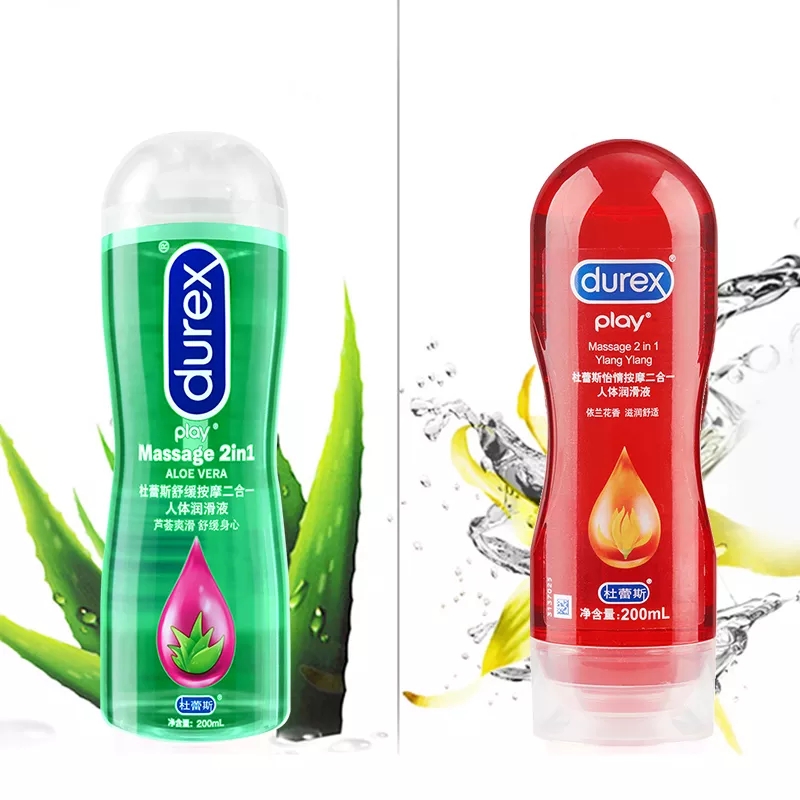 durex
®
play®
Massage 2in1
ALOE VERA
杜蕾斯舒缓按摩二合一
人体润滑液
芦荟爽滑 舒缓身心
杜蕾斯®
净含量: 200mL
durex®
play®
Massage 2 in 1
Ylang Ylang
杜蕾斯怡情按摩二合一
人体润滑液
依兰花香 滋润舒适
3137025
杜蕾斯®
净含量:200mL